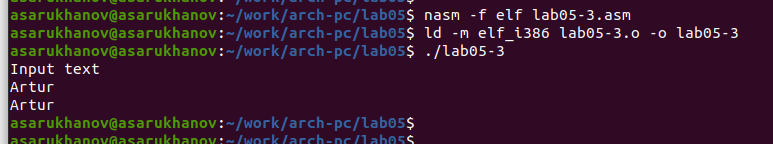 asarukhanov@asarukhanov:~/work/arch-pc/lab05$ nasm -f elf lab05-3.asm
asarukhanov@asarukhanov:~/work/arch-pc/lab05$ ld -m elf_i386 lab05-3.o -o lab05-3
asarukhanov@asarukhanov:~/work/arch-pc/lab05$ ./lab05-3
Input text
Artur
Artur
asarukhanov@asarukhanov:~/work/arch-pc/lab05$
asarukhanov@asarukhanov:~/work/arch-pc/lab05$